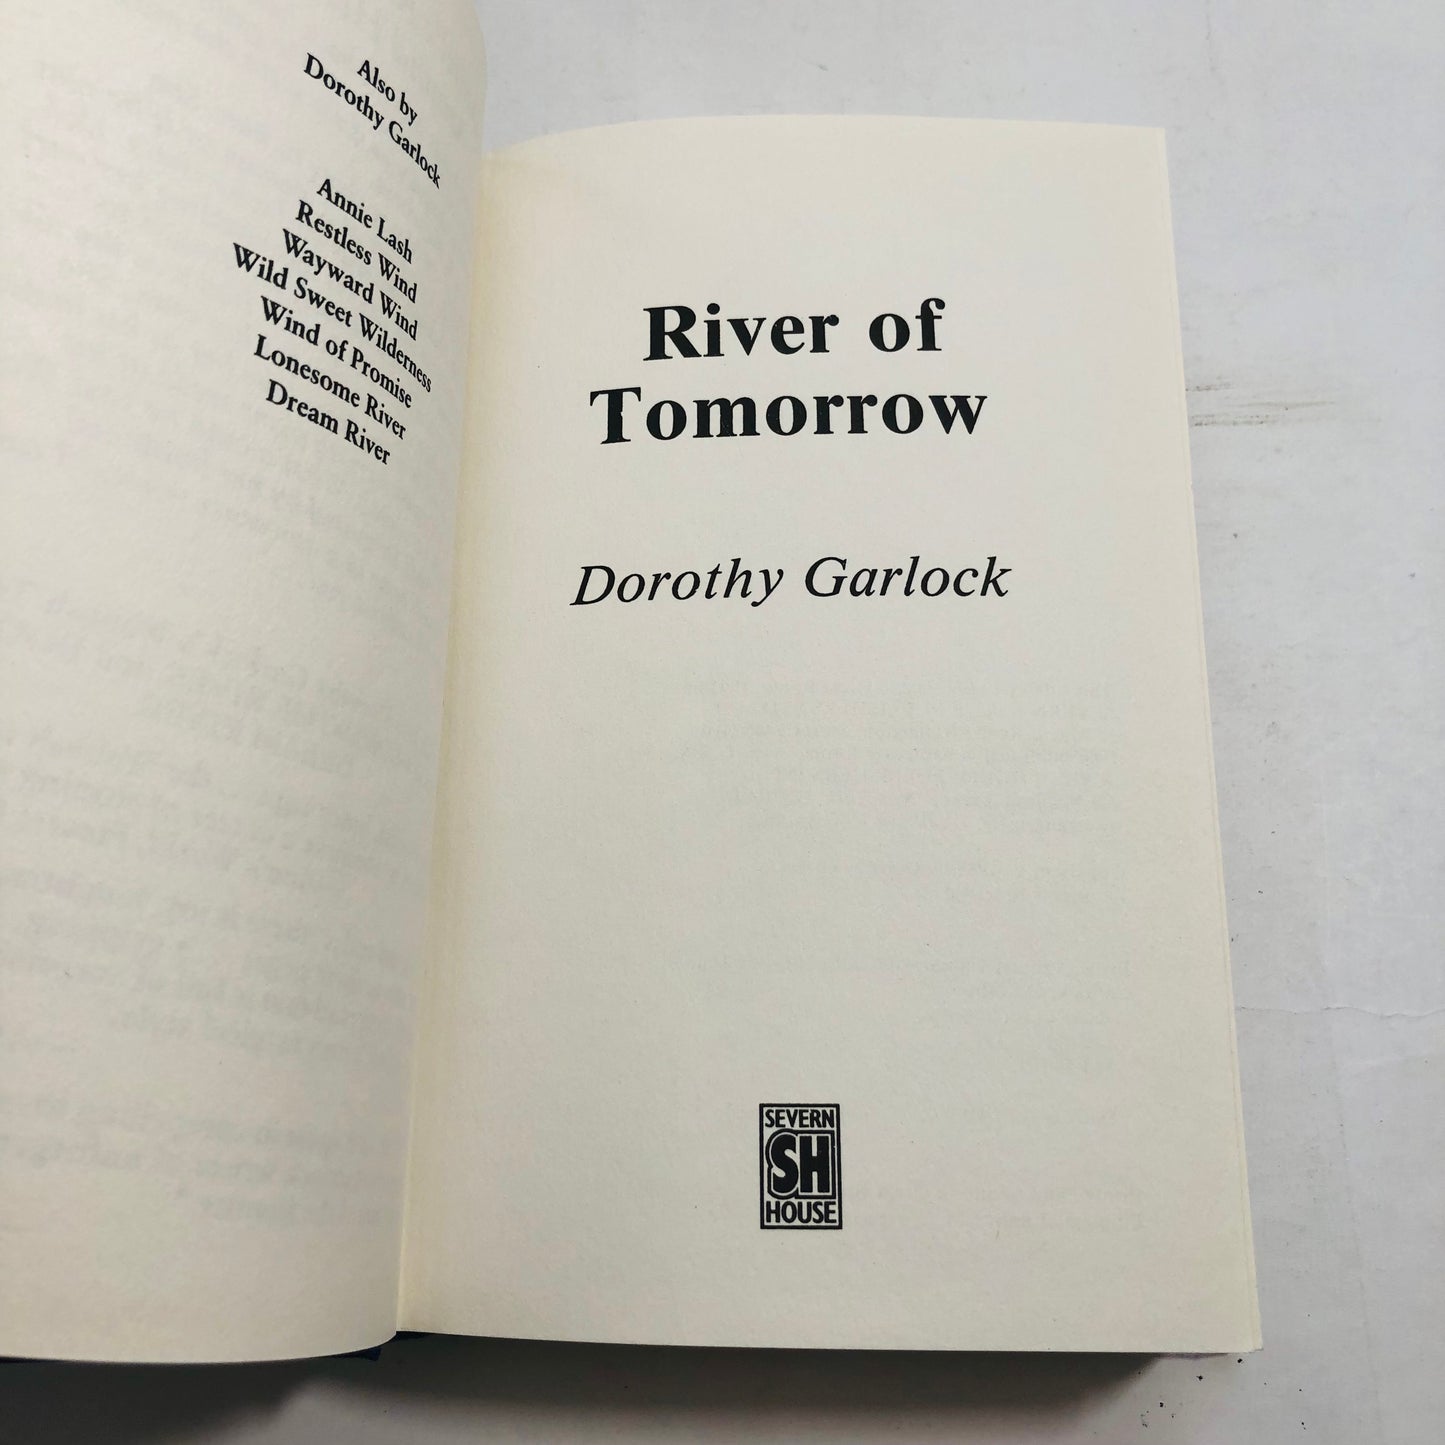 Also by
Dorothy Garlock
Annie Lash
Restless Wind
Wayward Wind
Wild Sweet Wilderness
Wind of Promise
Lonesome River
Dream River
River of
Tomorrow
Dorothy Garlock
SEVERN
SH
HOUSE